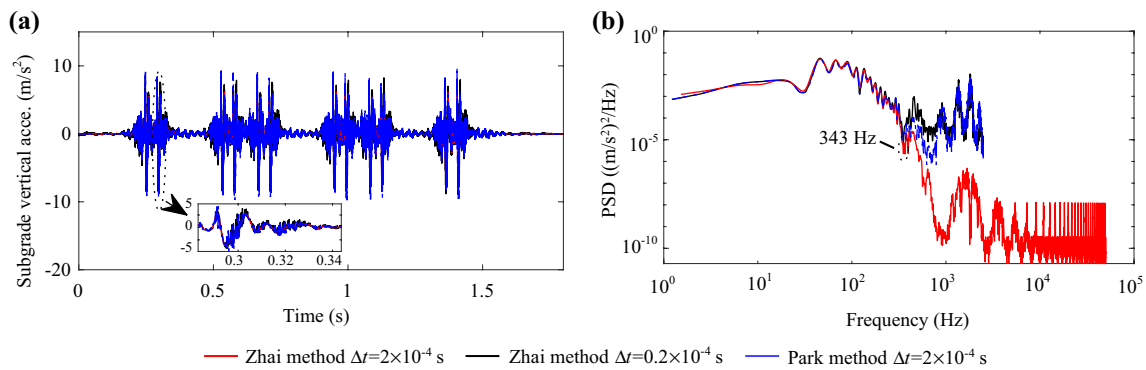 (a)
Subgrade vertical acce. (m/s²)
10
0
-10
-20
0
0.5
1
1.5
Time (s)
5
0
-5
0.3
0.32
0.34
(b)
PSD ((m/s²)²/Hz)
10⁰
10⁻⁵
10⁻¹⁰
343 Hz
10⁰
10¹
10²
10³
10⁴
10⁵
Frequency (Hz)
Zhai method Δt=2×10⁻⁴ s
Zhai method Δt=0.2×10⁻⁴ s
Park method Δt=2×10⁻⁴ s